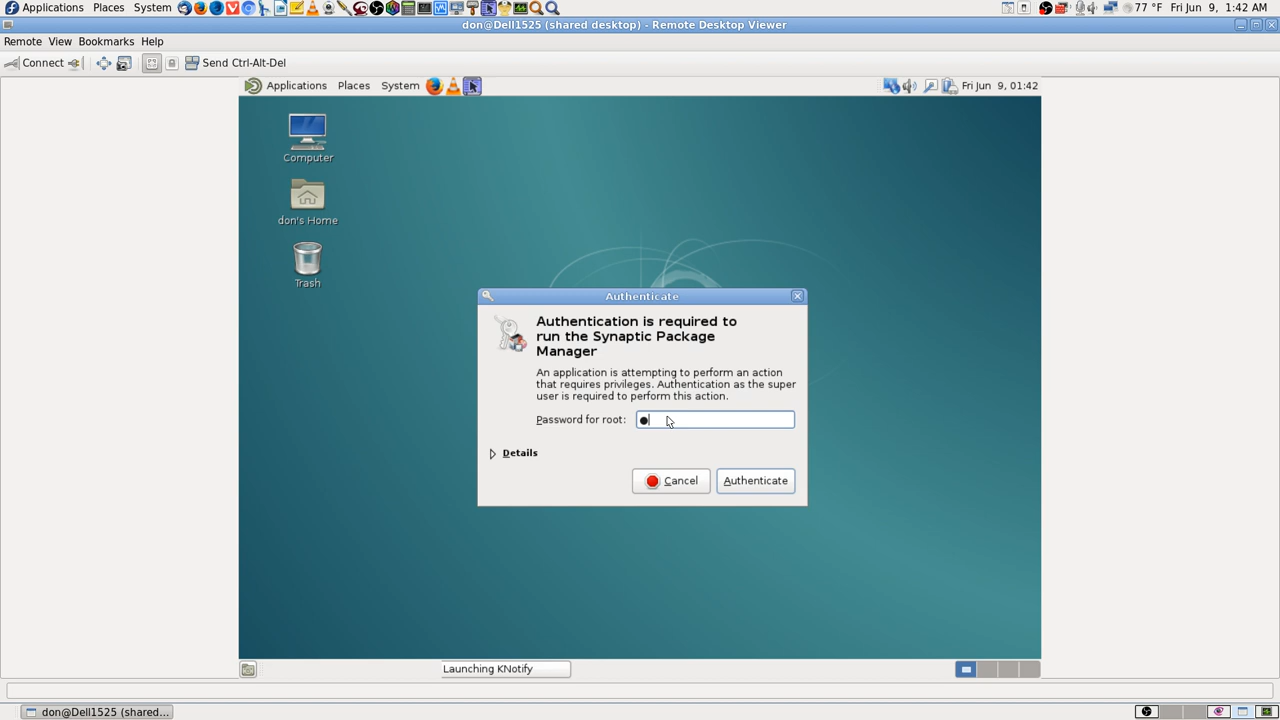 Applications Places System 77 °F Fri Jun 9, 1:42 AM
don@Dell1525 (shared desktop) - Remote Desktop Viewer
Remote View Bookmarks Help
Connect Send Ctrl-Alt-Del
Applications Places System Fri Jun 9, 01:42
Computer
don's Home
Trash
Authenticate
Authentication is required to
run the Synaptic Package
Manager
An application is attempting to perform an action
that requires privileges. Authentication as the super
user is required to perform this action.
Password for root:
Details
Cancel Authenticate
Launching KNotify
don@Dell1525 (shared...